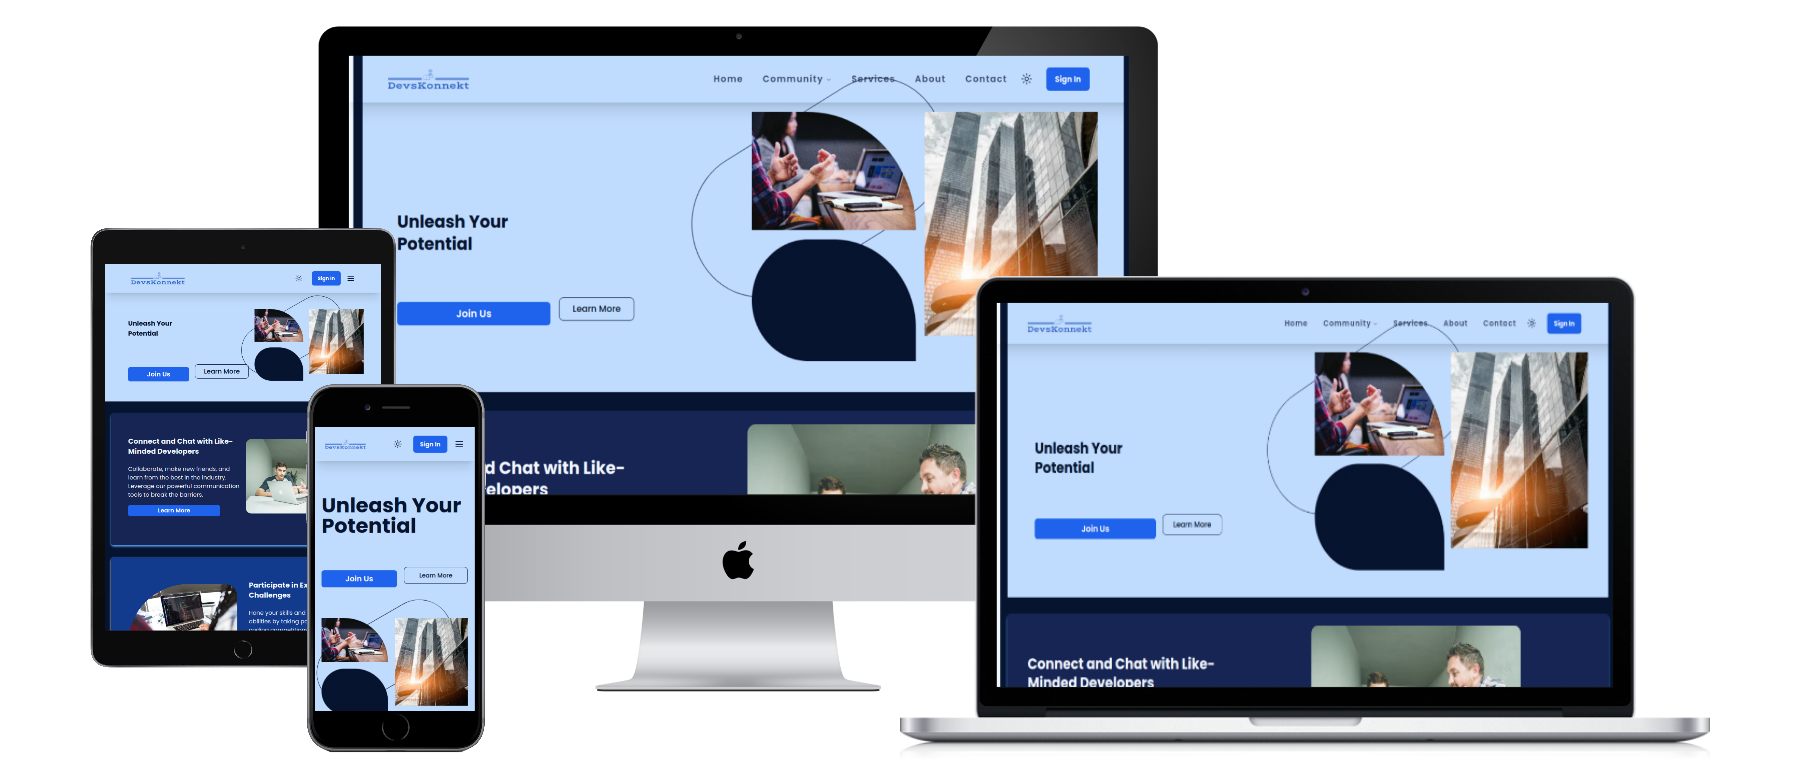 DevsKonnekt
Home Community Services About Contact Sign In
Unleash Your
Potential
Join Us Learn More
d Chat with Like-
elopers
DevsKonnekt
Sign In
Unleash Your
Potential
Join Us Learn More
Connect and Chat with Like-
Minded Developers
Collaborate, make new friends, and
learn from the best in the industry.
Leverage our powerful communication
tools to break the barriers.
Learn More
Participate in Ex
Challenges
Hone your skills and
abilities by taking pa
DevsKonnekt
Sign In
Unleash Your
Potential
Join Us Learn More
DevsKonnekt
Home Community Services About Contact Sign In
Unleash Your
Potential
Join Us Learn More
Connect and Chat with Like-
Minded Developers